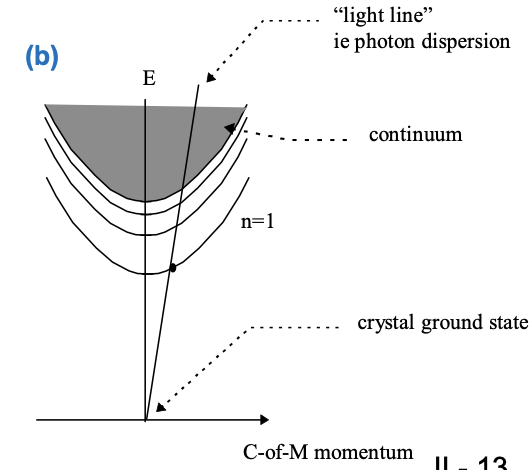 “light line”
ie photon dispersion
(b)
E
continuum
n=1
crystal ground state
C-of-M momentum
II - 13